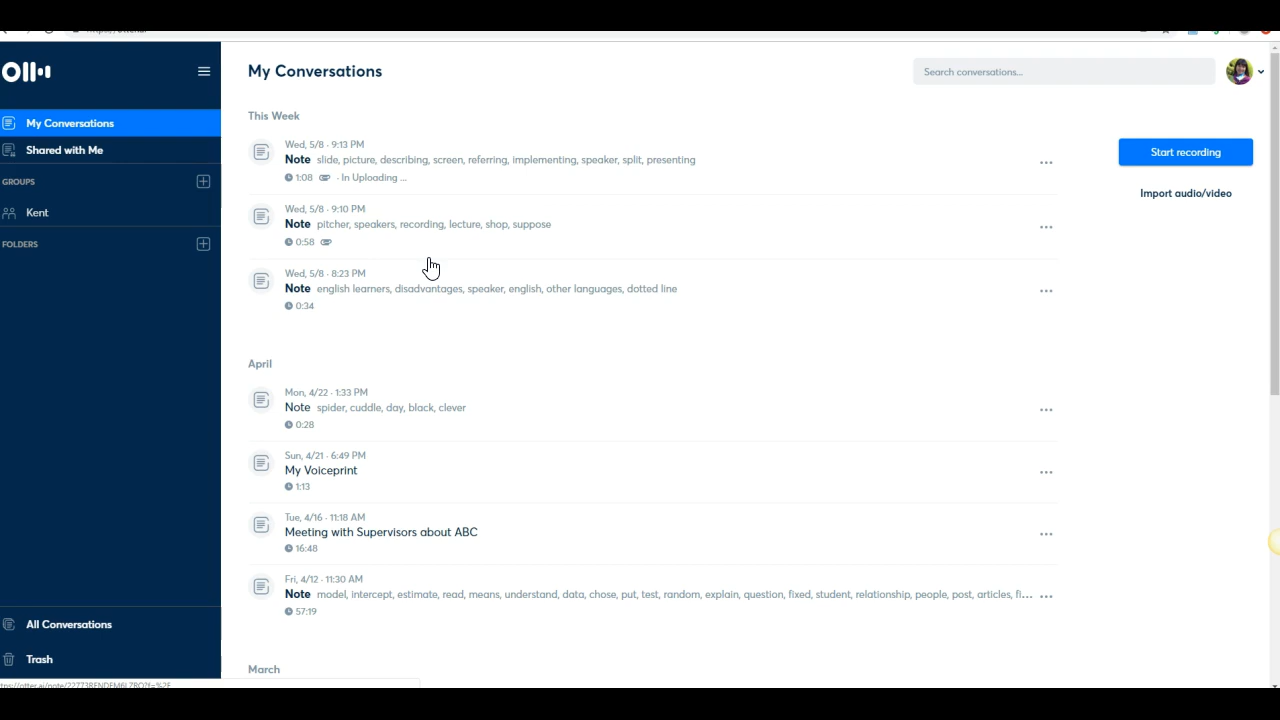 My Conversations
Search conversations...
My Conversations
Shared with Me
GROUPS
Kent
FOLDERS
All Conversations
Trash
This Week
Wed, 5/8 · 9:13 PM
Note slide, picture, describing, screen, referring, implementing, speaker, split, presenting
1:08 · In Uploading ...
Wed, 5/8 · 9:10 PM
Note pitcher, speakers, recording, lecture, shop, suppose
0:58
Wed, 5/8 · 8:23 PM
Note english learners, disadvantages, speaker, english, other languages, dotted line
0:34
April
Mon, 4/22 · 1:33 PM
Note spider, cuddle, day, black, clever
0:28
Sun, 4/21 · 6:49 PM
My Voiceprint
1:13
Tue, 4/16 · 11:18 AM
Meeting with Supervisors about ABC
16:48
Fri, 4/12 · 11:30 AM
Note model, intercept, estimate, read, means, understand, data, chose, put, test, random, explain, question, fixed, student, relationship, people, post, articles, fi...
57:19
March
Start recording
Import audio/video